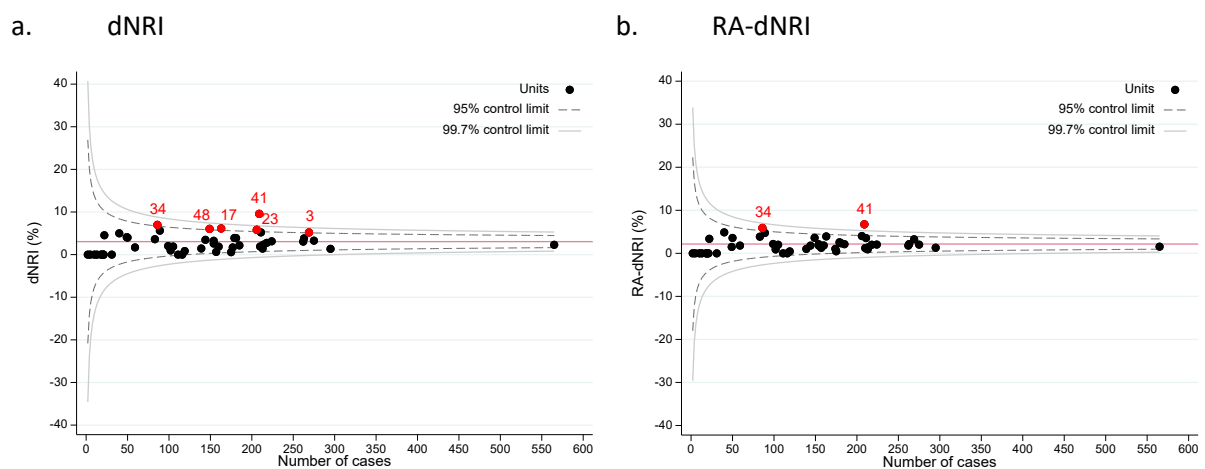 a. dNRI
b. RA-dNRI
dNRI (%)
40
30
20
10
0
-10
-20
-30
-40
Units
95% control limit
99.7% control limit
34
48
17
41
23
3
0 50 100 150 200 250 300 350 400 450 500 550 600
Number of cases
RA-dNRI (%)
40
30
20
10
0
-10
-20
-30
-40
Units
95% control limit
99.7% control limit
34
41
0 50 100 150 200 250 300 350 400 450 500 550 600
Number of cases